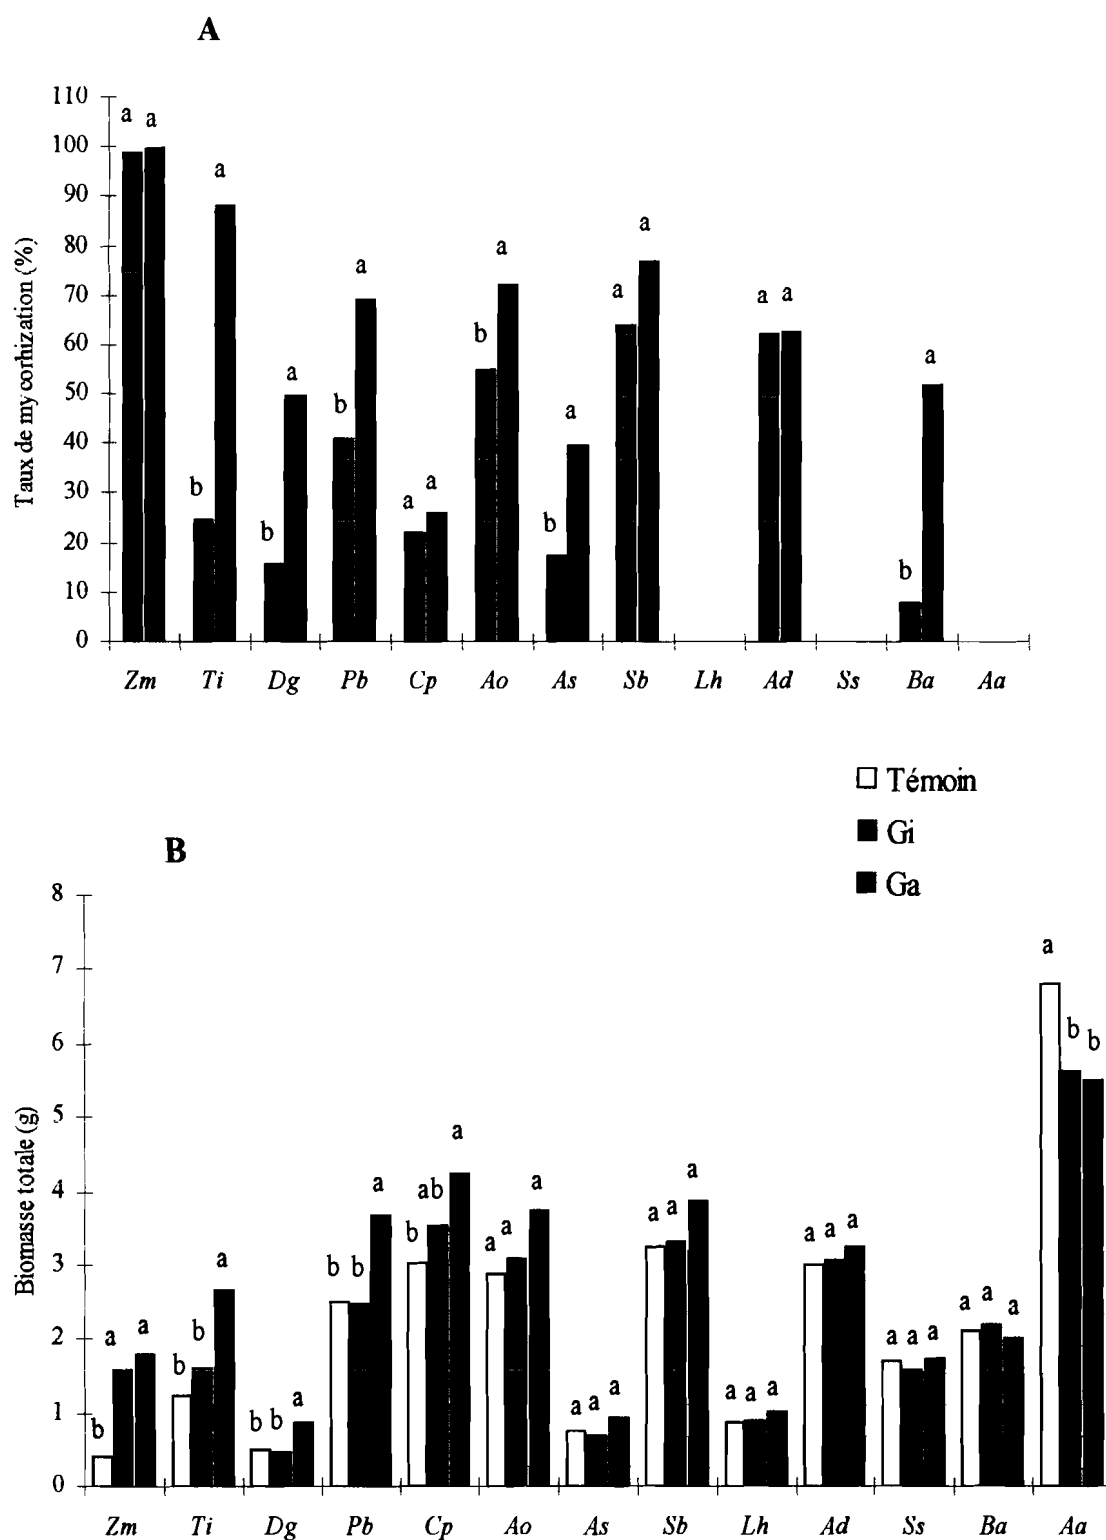 A
110
100
90
80
70
60
50
40
30
20
10
0
Taux de mycorhization (%)
a a
b a
b a
b a
a a
b a
b a
a a
a a
b a
Zm Ti Dg Pb Cp Ao As Sb Lh Ad Ss Ba Aa
Témoin
Gi
Ga
B
8
7
6
5
4
3
2
1
0
Biomasse totale (g)
b a a
b b a
b b a
b b a
b ab a
a a a
a a a
a a a
a a a
a a a
a a a
a a a
a b b
Zm Ti Dg Pb Cp Ao As Sb Lh Ad Ss Ba Aa